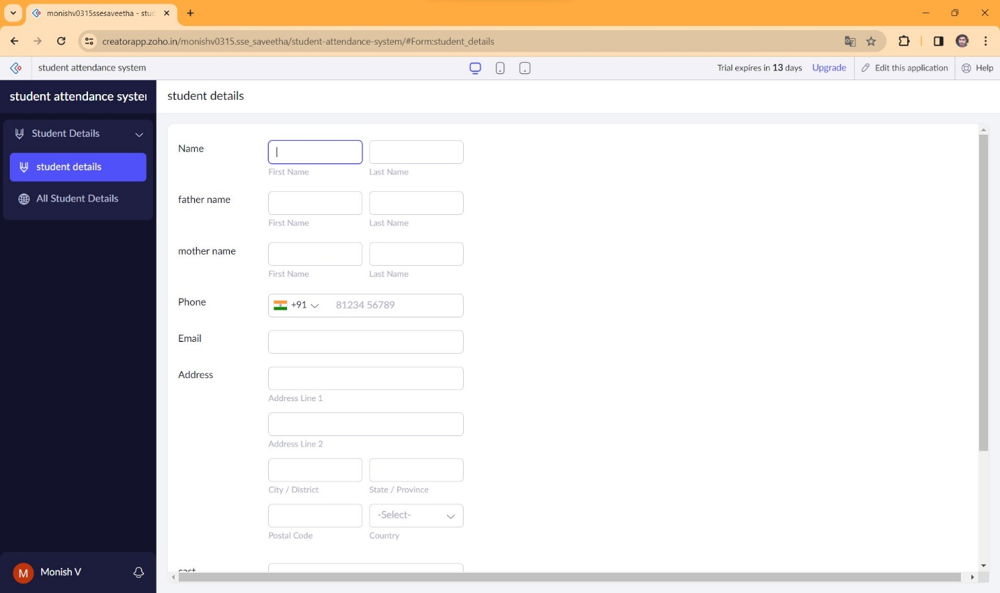 monishv0315ssesaveetha - stud
creatorapp.zoho.in/monishv0315.sse_saveetha/student-attendance-system/#Form:student_details
student attendance system
Trial expires in 13 days Upgrade Edit this application Help
student attendance syster
student details
Student Details
student details
All Student Details
Name
First Name Last Name
father name
First Name Last Name
mother name
First Name Last Name
Phone +91 81234 56789
Email
Address
Address Line 1
Address Line 2
City / District State / Province
-Select-
Postal Code Country
cast
M Monish V